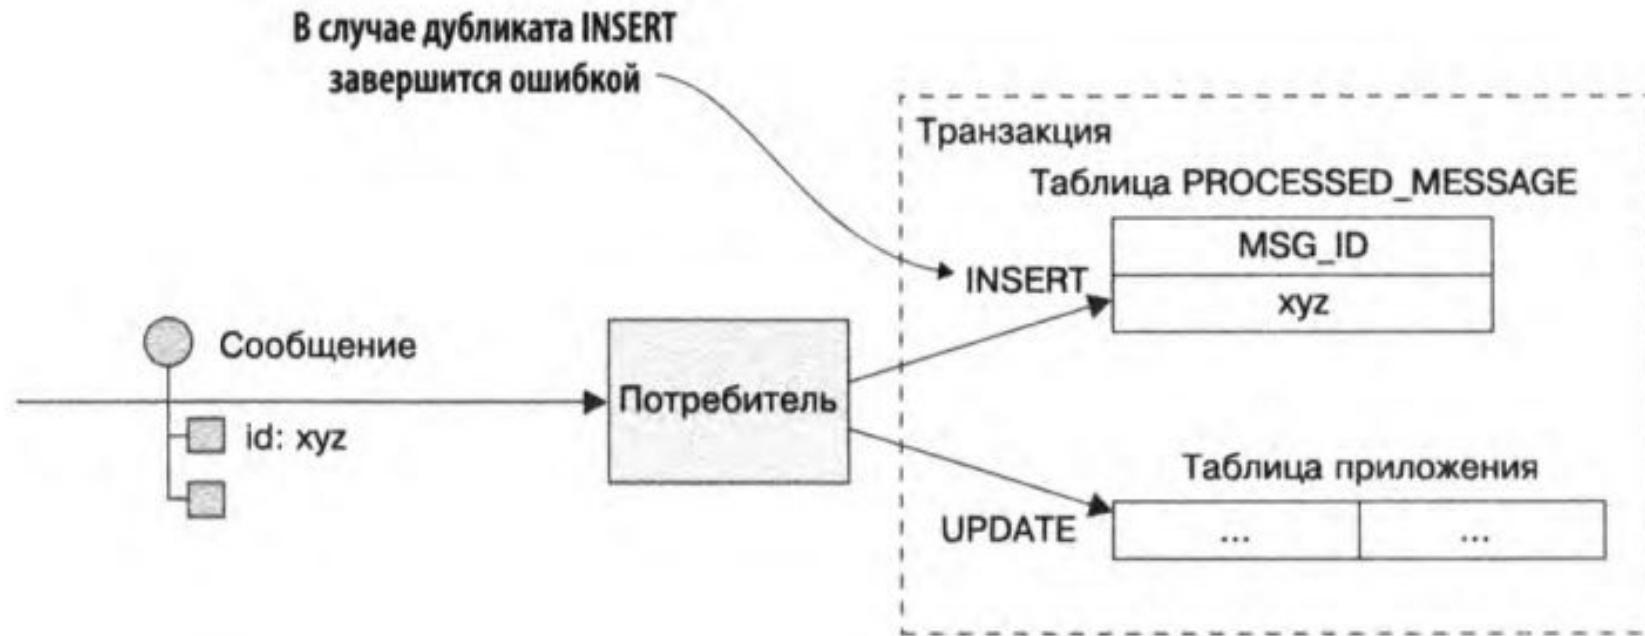 В случае дубликата INSERT
завершится ошибкой
Транзакция
Таблица PROCESSED_MESSAGE
MSG_ID
INSERT
xyz
Сообщение
Потребитель
id: xyz
Таблица приложения
UPDATE
...
...